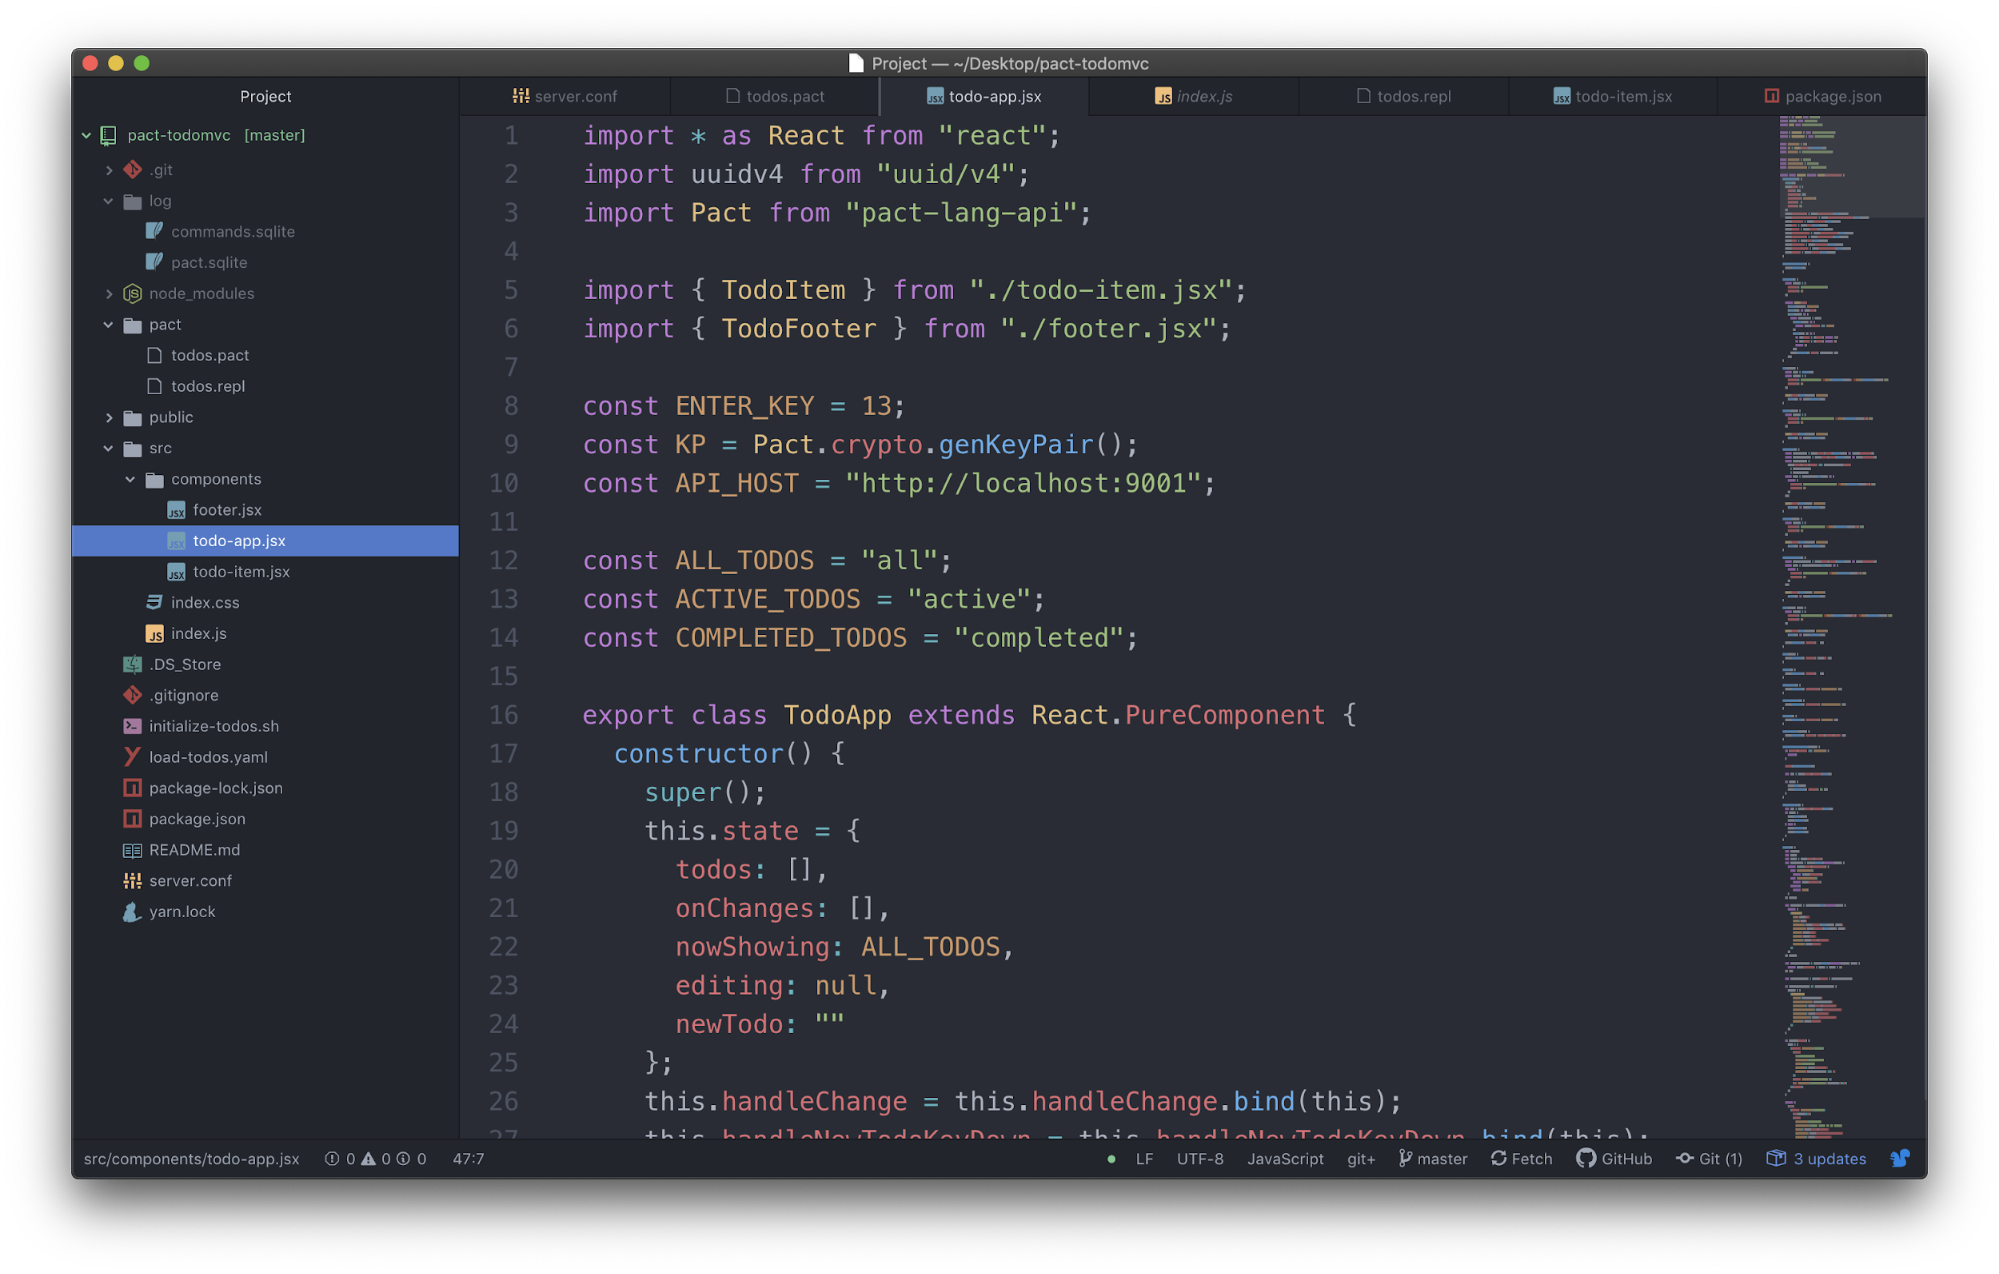 Project — ~/Desktop/pact-todomvc
Project
server.conf
todos.pact
todo-app.jsx
index.js
todos.repl
todo-item.jsx
package.json
pact-todomvc [master]
.git
log
commands.sqlite
pact.sqlite
node_modules
pact
todos.pact
todos.repl
public
src
components
footer.jsx
todo-app.jsx
todo-item.jsx
index.css
index.js
.DS_Store
.gitignore
initialize-todos.sh
load-todos.yaml
package-lock.json
package.json
README.md
server.conf
yarn.lock
1 import * as React from "react";
2 import uuidv4 from "uuid/v4";
3 import Pact from "pact-lang-api";
4
5 import { TodoItem } from "./todo-item.jsx";
6 import { TodoFooter } from "./footer.jsx";
7
8 const ENTER_KEY = 13;
9 const KP = Pact.crypto.genKeyPair();
10 const API_HOST = "http://localhost:9001";
11
12 const ALL_TODOS = "all";
13 const ACTIVE_TODOS = "active";
14 const COMPLETED_TODOS = "completed";
15
16 export class TodoApp extends React.PureComponent {
17 constructor() {
18 super();
19 this.state = {
20 todos: [],
21 onChanges: [],
22 nowShowing: ALL_TODOS,
23 editing: null,
24 newTodo: ""
25 };
26 this.handleChange = this.handleChange.bind(this);
27 this.handleNewTodoKeyDown = this.handleNewTodoKeyDown.bind(this);
src/components/todo-app.jsx 0 0 0 47:7 LF UTF-8 JavaScript git+ master Fetch GitHub Git (1) 3 updates